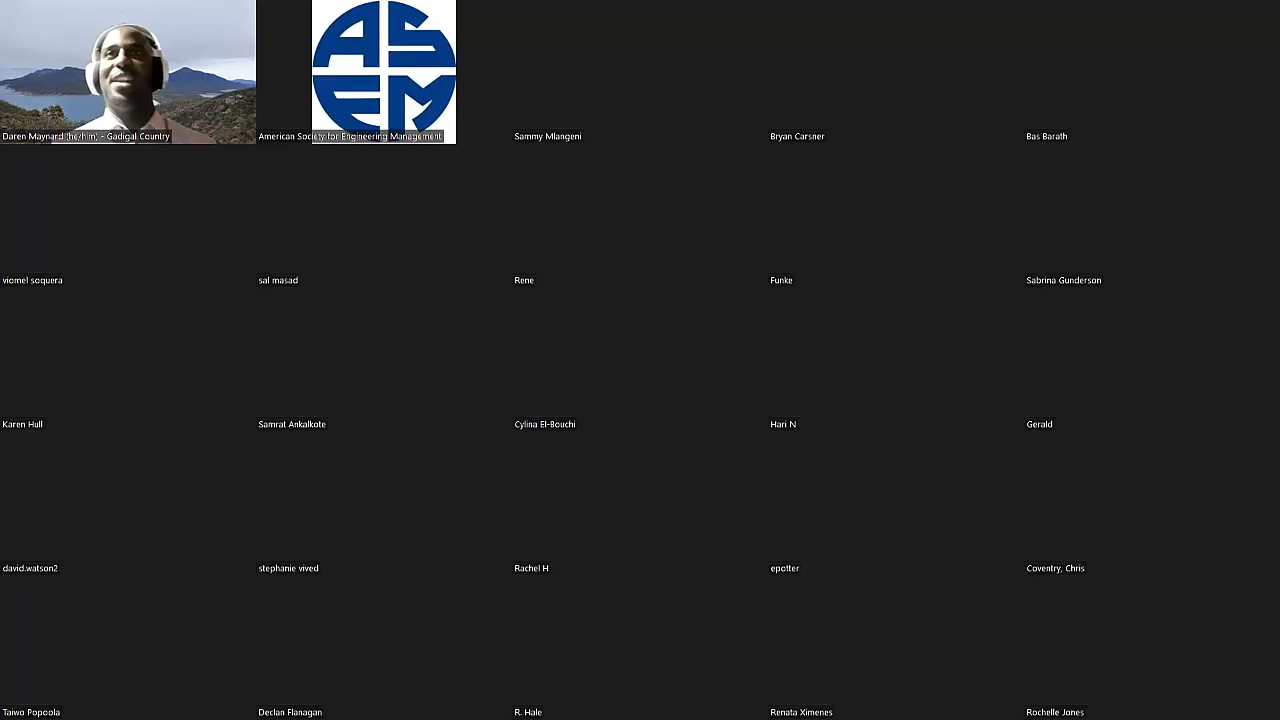 AS
EM
Daren Maynard (he/him) - Gadigal Country
American Society for Engineering Management
Sammy Mlangeni
Bryan Carsner
Bas Barath
viomel soquera
sal masad
Rene
Funke
Sabrina Gunderson
Karen Hull
Samrat Ankalkote
Cylina El-Bouchi
Hari N
Gerald
david.watson2
stephanie vived
Rachel H
epotter
Coventry, Chris
Taiwo Popoola
Declan Flanagan
R. Hale
Renata Ximenes
Rochelle Jones